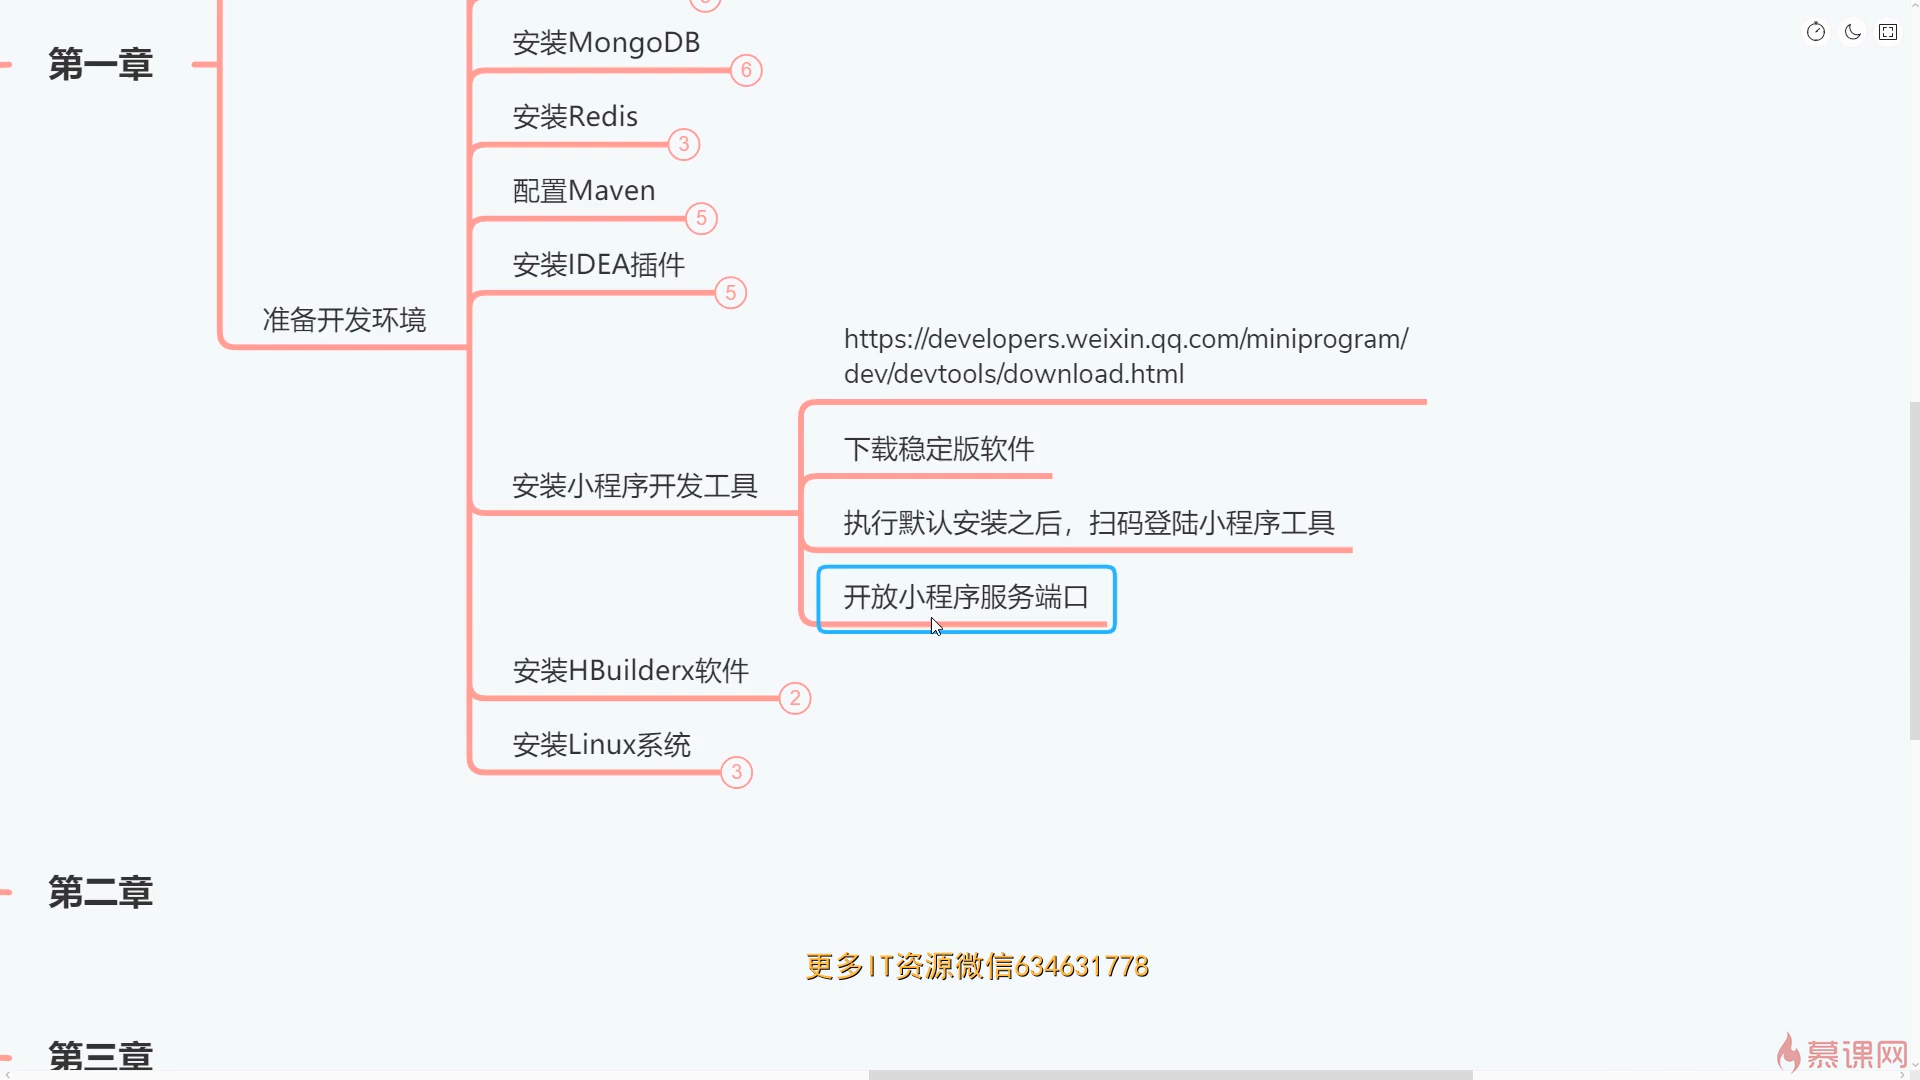 安装MongoDB
6
第一章
安装Redis
3
配置Maven
5
安装IDEA插件
5
准备开发环境
https://developers.weixin.qq.com/miniprogram/
dev/devtools/download.html
下载稳定版软件
安装小程序开发工具
执行默认安装之后，扫码登陆小程序工具
开放小程序服务端口
安装HBuilderx软件
2
安装Linux系统
3
第二章
更多IT资源微信634631778
第三章
慕课网